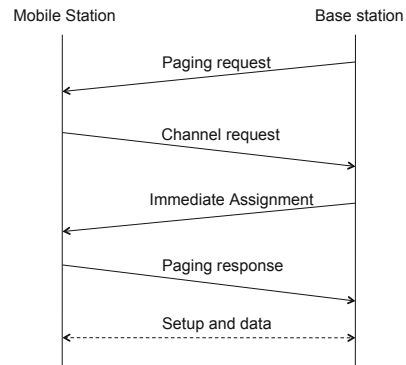 Mobile Station
Base station
Paging request
Channel request
Immediate Assignment
Paging response
Setup and data